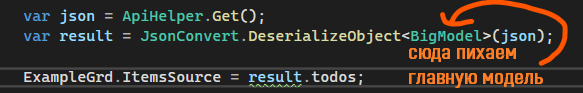 var json = ApiHelper.Get();
var result = JsonConvert.DeserializeObject<BigModel>(json);
сюда пихаем
ExampleGrd.ItemsSource = result.todos;
главную модель